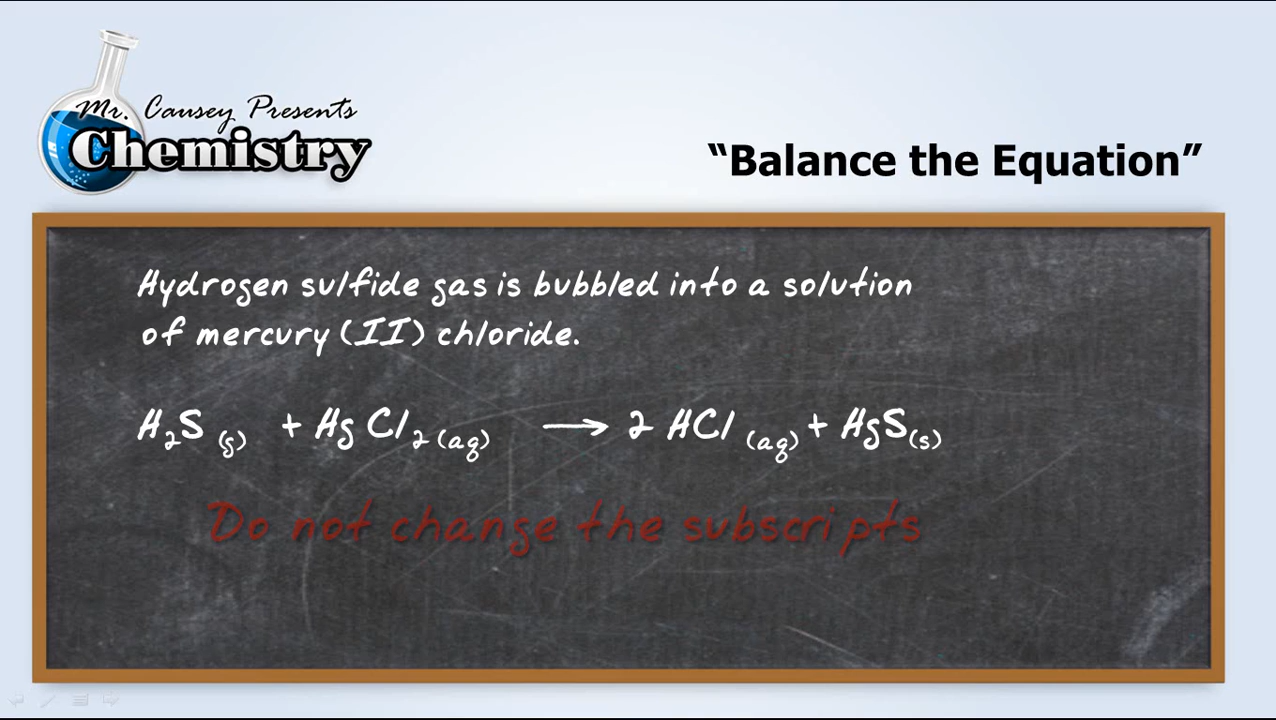 Mr. Causey Presents
Chemistry
“Balance the Equation”
Hydrogen sulfide gas is bubbled into a solution
of mercury (II) chloride.
H₂S (g) + HgCl₂(aq) → 2 HCl (aq) + HgS(s)
Do not change the subscripts